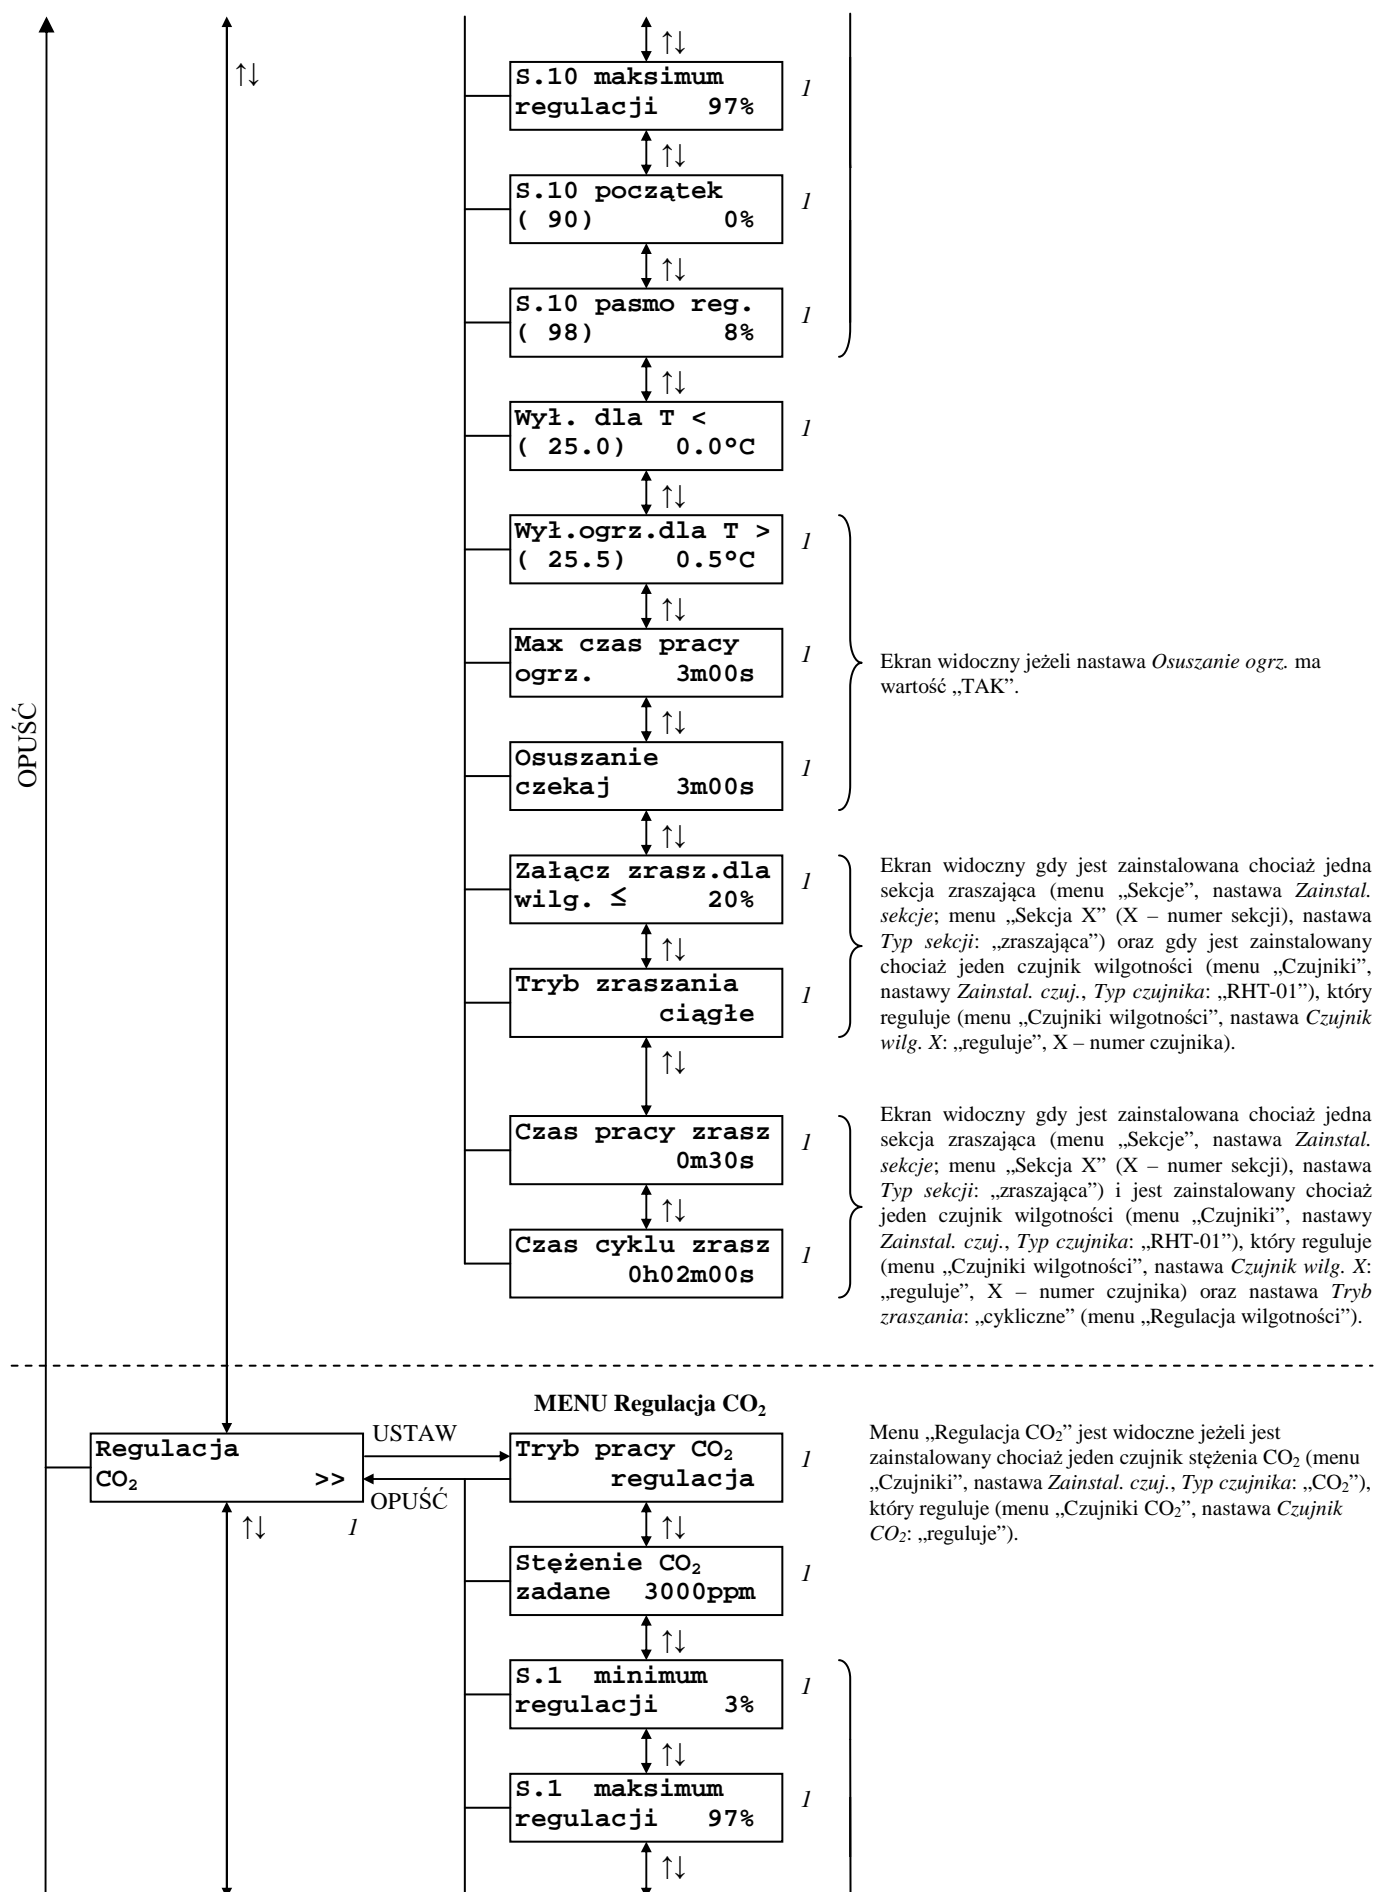 ↑↓
↑↓
S.10 maksimum
regulacji 97%
1
↑↓
S.10 początek
( 90) 0%
1
↑↓
S.10 pasmo reg.
( 98) 8%
1
↑↓
Wył. dla T <
( 25.0) 0.0°C
1
↑↓
Wył.ogrz.dla T >
( 25.5) 0.5°C
1
↑↓
Max czas pracy
ogrz. 3m00s
1
Ekran widoczny jeżeli nastawa Osuszanie ogrz. ma
wartość „TAK”.
↑↓
OPUŚĆ
Osuszanie
czekaj 3m00s
1
↑↓
Załącz zrasz.dla
wilg. ≤ 20%
1
↑↓
Tryb zraszania
ciągłe
1
Ekran widoczny gdy jest zainstalowana chociaż jedna
sekcja zraszająca (menu „Sekcje”, nastawa Zainstal.
sekcje; menu „Sekcja X” (X – numer sekcji), nastawa
Typ sekcji: „zraszająca”) oraz gdy jest zainstalowany
chociaż jeden czujnik wilgotności (menu „Czujniki”,
nastawy Zainstal. czuj., Typ czujnika: „RHT-01”), który
reguluje (menu „Czujniki wilgotności”, nastawa Czujnik
wilg. X: „reguluje”, X – numer czujnika).
↑↓
Czas pracy zrasz
0m30s
1
↑↓
Czas cyklu zrasz
0h02m00s
1
Ekran widoczny gdy jest zainstalowana chociaż jedna
sekcja zraszająca (menu „Sekcje”, nastawa Zainstal.
sekcje; menu „Sekcja X” (X – numer sekcji), nastawa
Typ sekcji: „zraszająca”) i jest zainstalowany chociaż
jeden czujnik wilgotności (menu „Czujniki”, nastawy
Zainstal. czuj., Typ czujnika: „RHT-01”), który reguluje
(menu „Czujniki wilgotności”, nastawa Czujnik wilg. X:
„reguluje”, X – numer czujnika) oraz nastawa Tryb
zraszania: „cykliczne” (menu „Regulacja wilgotności”).
MENU Regulacja CO₂
Regulacja
CO₂ >>
USTAW
OPUŚĆ
↑↓ 1
Tryb pracy CO₂
regulacja
1
Menu „Regulacja CO₂” jest widoczne jeżeli jest
zainstalowany chociaż jeden czujnik stężenia CO₂ (menu
„Czujniki”, nastawa Zainstal. czuj., Typ czujnika: „CO₂”),
który reguluje (menu „Czujniki CO₂”, nastawa Czujnik
CO₂: „reguluje”).
↑↓
Stężenie CO₂
zadane 3000ppm
1
↑↓
S.1 minimum
regulacji 3%
1
↑↓
S.1 maksimum
regulacji 97%
1
↑↓